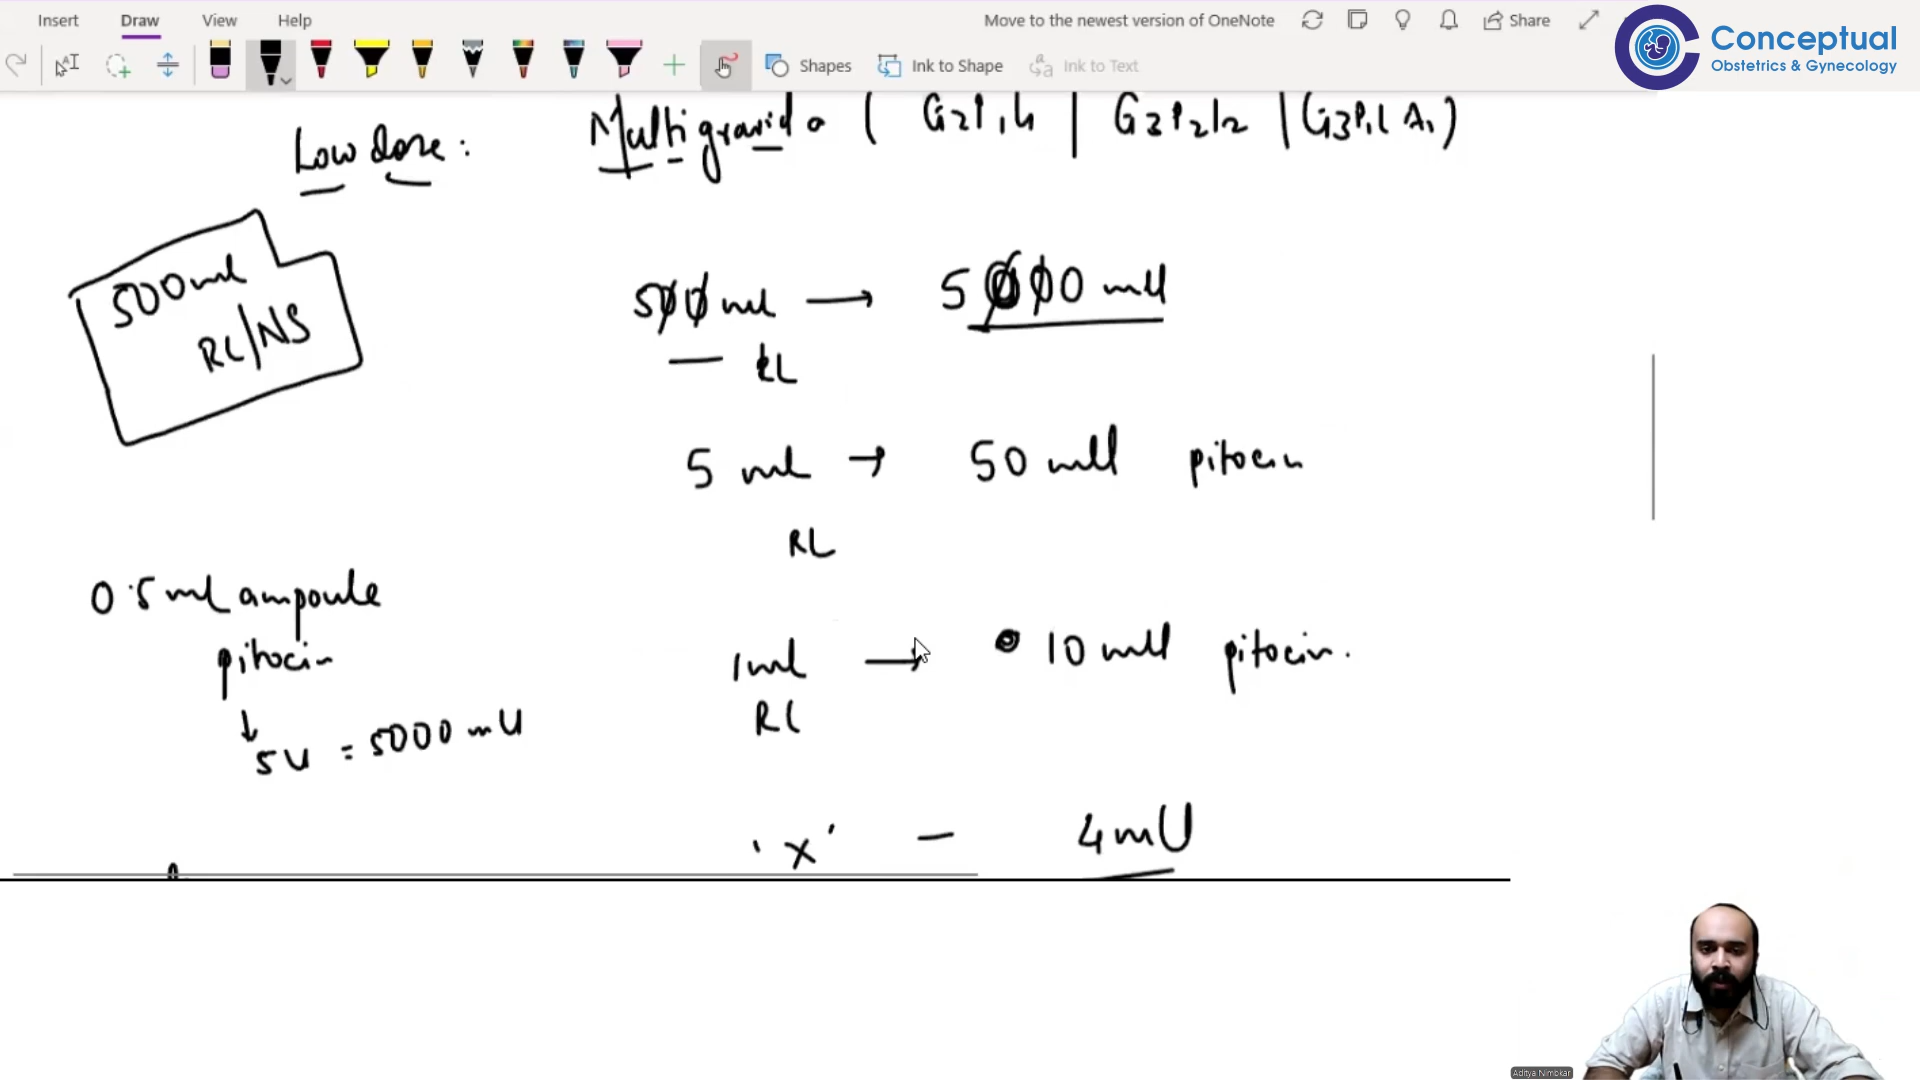 Insert Draw View Help Move to the newest version of OneNote Share
Shapes Ink to Shape Ink to Text
Conceptual
Obstetrics & Gynecology
Low dose: Multigravida ( G2P1L1 | G3P2L2 | G3P1L1A1 )
500ml
RL/NS
500 ml → 5000 mU
RL
5 ml → 50 mU pitocin
RL
0.5 ml ampoule
pitocin
↓
5U = 5000 mU
1ml → 10 mU pitocin.
RL
'x' - 4mU
Aditya Nimbkar